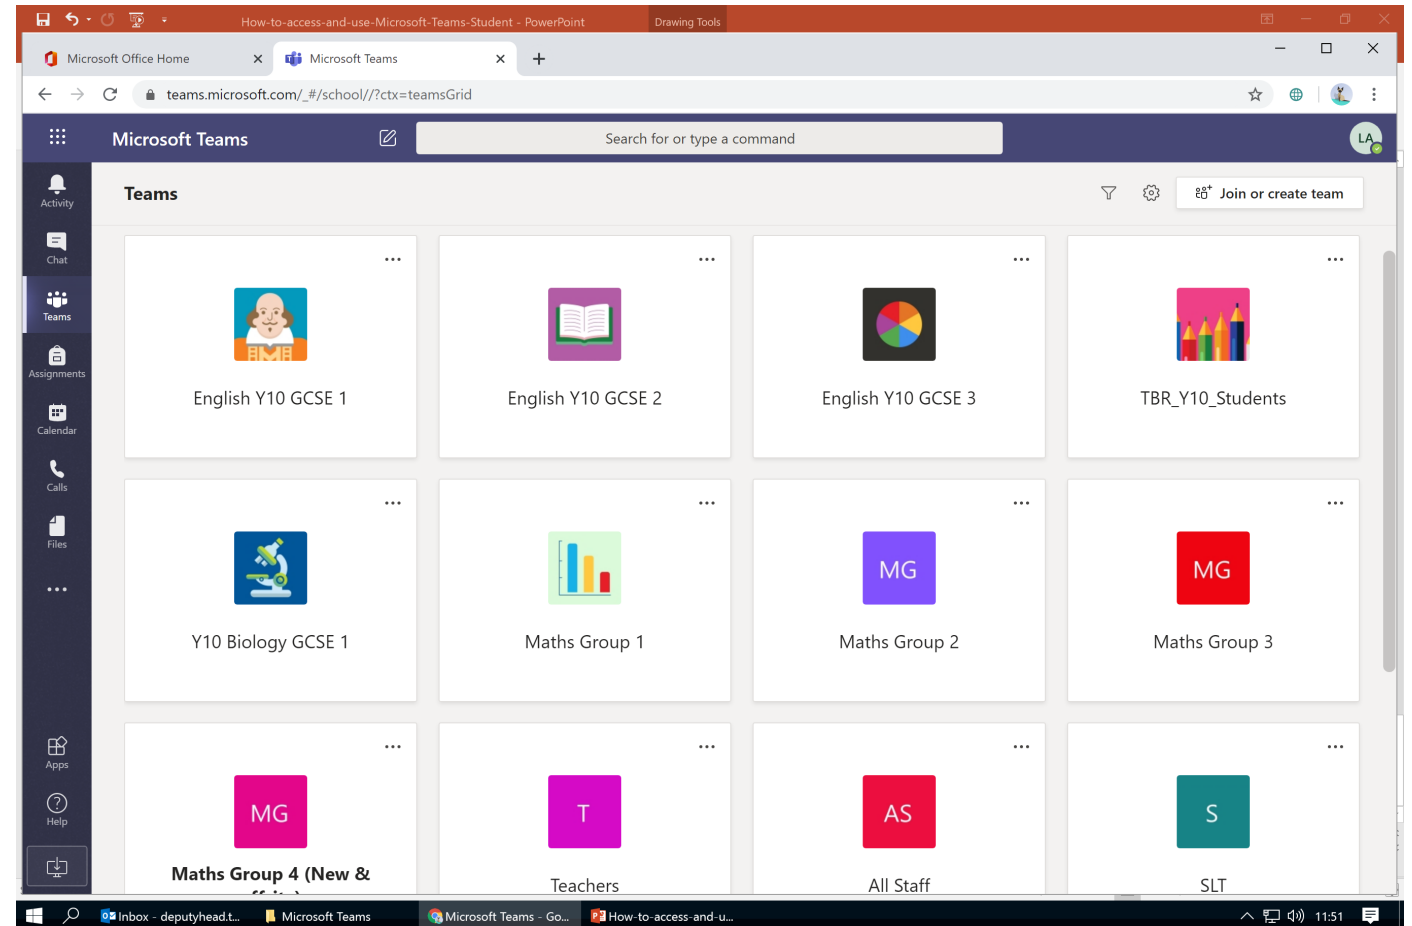 How-to-access-and-use-Microsoft-Teams-Student - PowerPoint
Drawing Tools
Microsoft Office Home
Microsoft Teams
teams.microsoft.com/_#/school//?ctx=teamsGrid
Microsoft Teams
Search for or type a command
LA
Activity
Chat
Teams
Assignments
Calendar
Calls
Files
Apps
Help
Teams
Join or create team
English Y10 GCSE 1
English Y10 GCSE 2
English Y10 GCSE 3
TBR_Y10_Students
Y10 Biology GCSE 1
Maths Group 1
MG
Maths Group 2
MG
Maths Group 3
MG
Maths Group 4 (New &
T
Teachers
AS
All Staff
S
SLT
Inbox - deputyhead.t...
Microsoft Teams
Microsoft Teams - Go...
How-to-access-and-u...
11:51